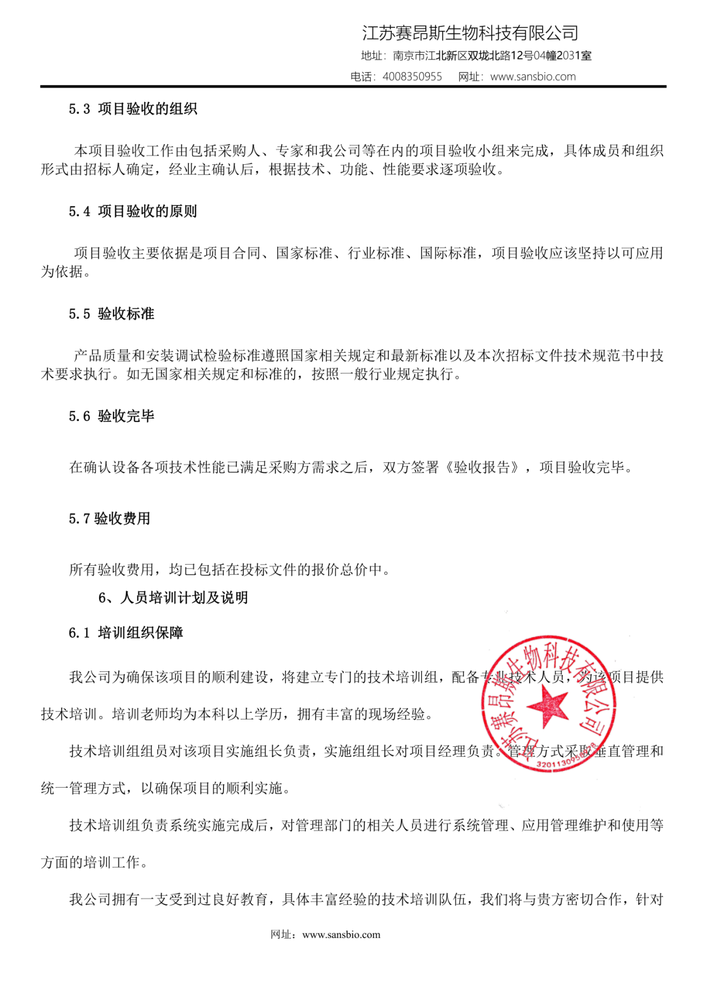 江苏赛昂斯生物科技有限公司
地址：南京市江北新区双垅北路12号04幢2031室
电话：4008350955 网址：www.sansbio.com
5.3 项目验收的组织
本项目验收工作由包括采购人、专家和我公司等在内的项目验收小组来完成，具体成员和组织
形式由招标人确定，经业主确认后，根据技术、功能、性能要求逐项验收。
5.4 项目验收的原则
项目验收主要依据是项目合同、国家标准、行业标准、国际标准，项目验收应该坚持以可应用
为依据。
5.5 验收标准
产品质量和安装调试检验标准遵照国家相关规定和最新标准以及本次招标文件技术规范书中技
术要求执行。如无国家相关规定和标准的，按照一般行业规定执行。
5.6 验收完毕
在确认设备各项技术性能已满足采购方需求之后，双方签署《验收报告》，项目验收完毕。
5.7验收费用
所有验收费用，均已包括在投标文件的报价总价中。
6、人员培训计划及说明
6.1 培训组织保障
我公司为确保该项目的顺利建设，将建立专门的技术培训组，配备专业技术人员，为该项目提供
技术培训。培训老师均为本科以上学历，拥有丰富的现场经验。
技术培训组组员对该项目实施组长负责，实施组组长对项目经理负责。管理方式采取垂直管理和
统一管理方式，以确保项目的顺利实施。
技术培训组负责系统实施完成后，对管理部门的相关人员进行系统管理、应用管理维护和使用等
方面的培训工作。
我公司拥有一支受到过良好教育，具体丰富经验的技术培训队伍，我们将与贵方密切合作，针对
江苏赛昂斯生物科技有限公司
网址：www.sansbio.com